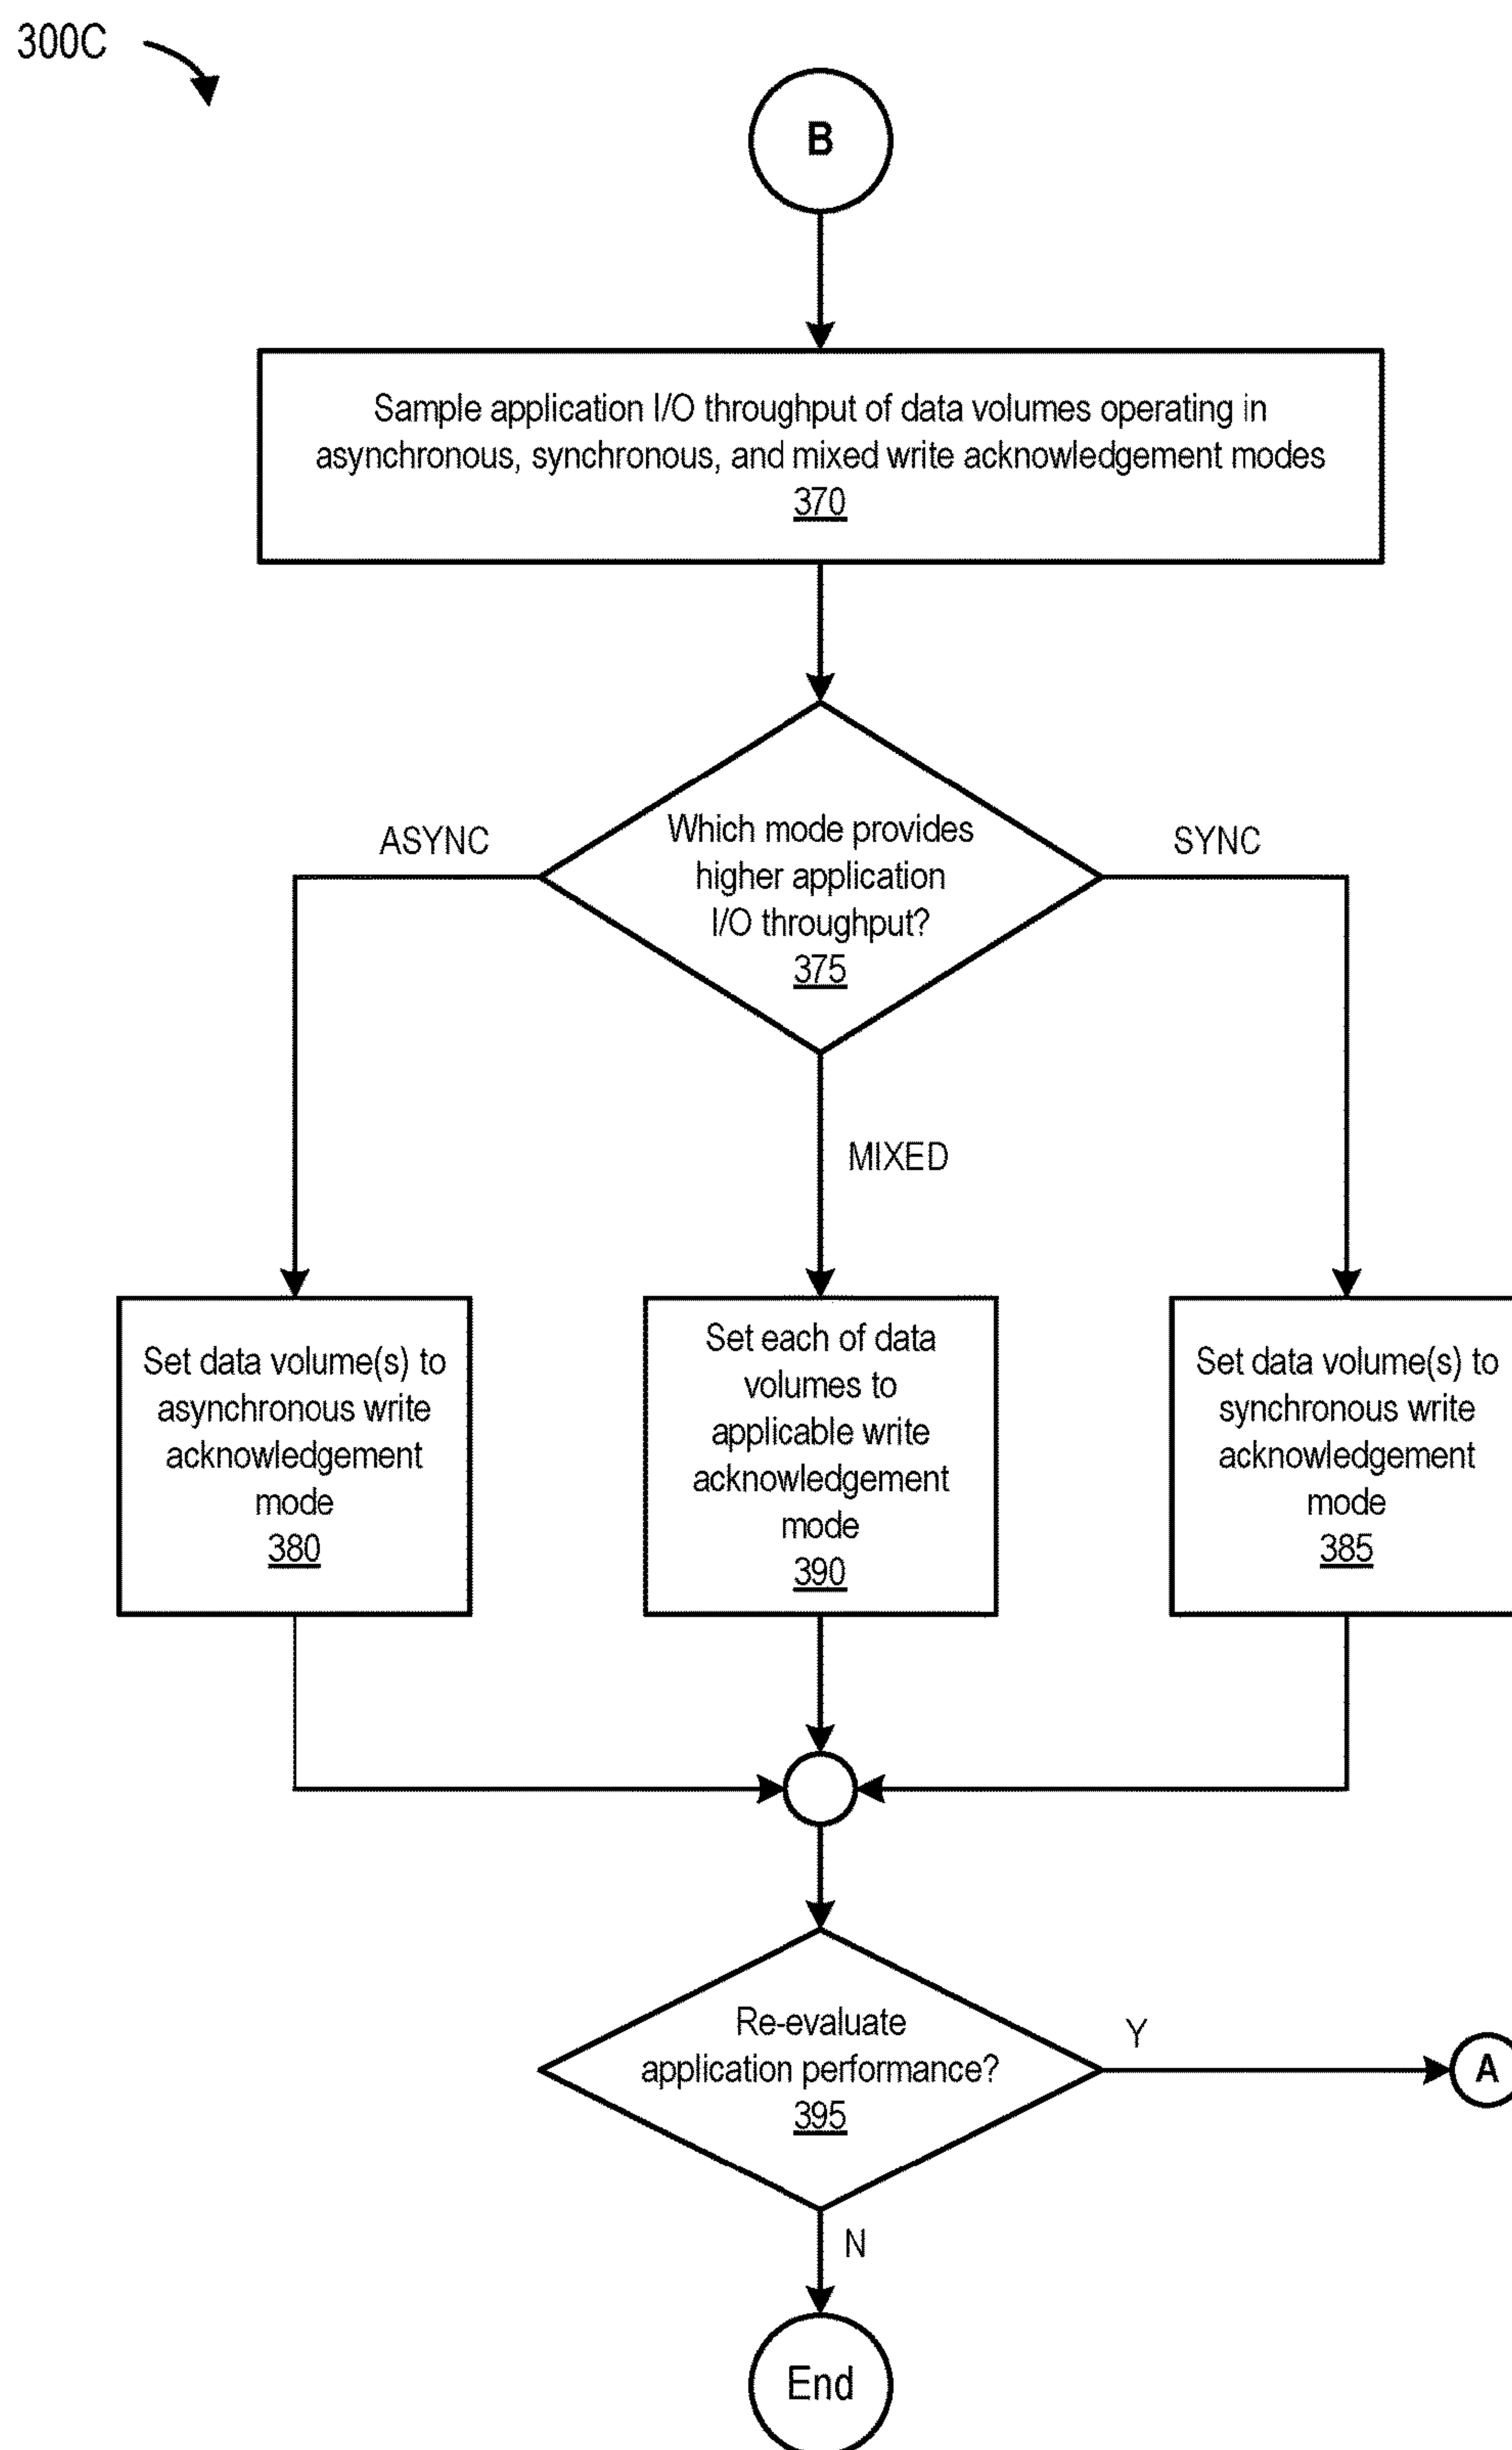 300C
B
Sample application I/O throughput of data volumes operating in
asynchronous, synchronous, and mixed write acknowledgement modes
370
Which mode provides
higher application
I/O throughput?
375
ASYNC
SYNC
MIXED
Set data volume(s) to
asynchronous write
acknowledgement
mode
380
Set each of data
volumes to
applicable write
acknowledgement
mode
390
Set data volume(s) to
synchronous write
acknowledgement
mode
385
Re-evaluate
application performance?
395
Y
A
N
End